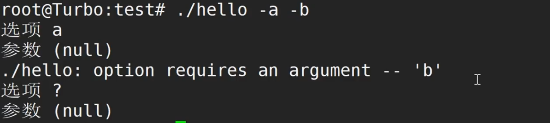 root@Turbo:test# ./hello -a -b
选项 a
参数 (null)
./hello: option requires an argument -- 'b'
选项 ?
参数 (null)